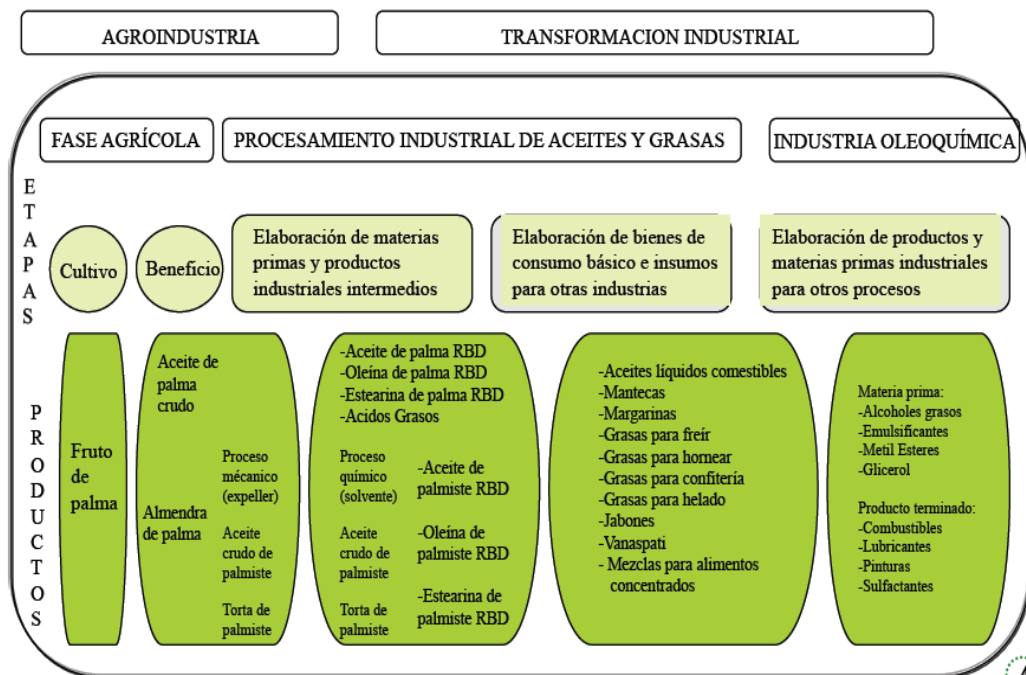 AGROINDUSTRIA
TRANSFORMACION INDUSTRIAL
FASE AGRÍCOLA
PROCESAMIENTO INDUSTRIAL DE ACEITES Y GRASAS
INDUSTRIA OLEOQUÍMICA
ETAPAS
Cultivo
Beneficio
Elaboración de materias
primas y productos
industriales intermedios
Elaboración de bienes de
consumo básico e insumos
para otras industrias
Elaboración de productos y
materias primas industriales
para otros procesos
PRODUCTOS
Fruto
de
palma
Aceite de
palma
crudo
Almendra
de palma
Proceso
mécanico
(expeller)
Aceite
crudo de
palmiste
Torta de
palmiste
-Aceite de palma RBD
-Oleína de palma RBD
-Estearina de palma RBD
-Acidos Grasos
Proceso
químico
(solvente)
Aceite
crudo de
palmiste
Torta de
palmiste
-Aceite de
palmiste RBD
-Oleína de
palmiste RBD
-Estearina de
palmiste RBD
-Aceites líquidos comestibles
-Mantecas
-Margarinas
-Grasas para freír
-Grasas para hornear
-Grasas para confitería
-Grasas para helado
-Jabones
-Vanaspati
- Mezclas para alimentos
concentrados
Materia prima:
-Alcoholes grasos
-Emulsificantes
-Metil Esteres
-Glicerol
Producto terminado:
-Combustibles
-Lubricantes
-Pinturas
-Sulfactantes